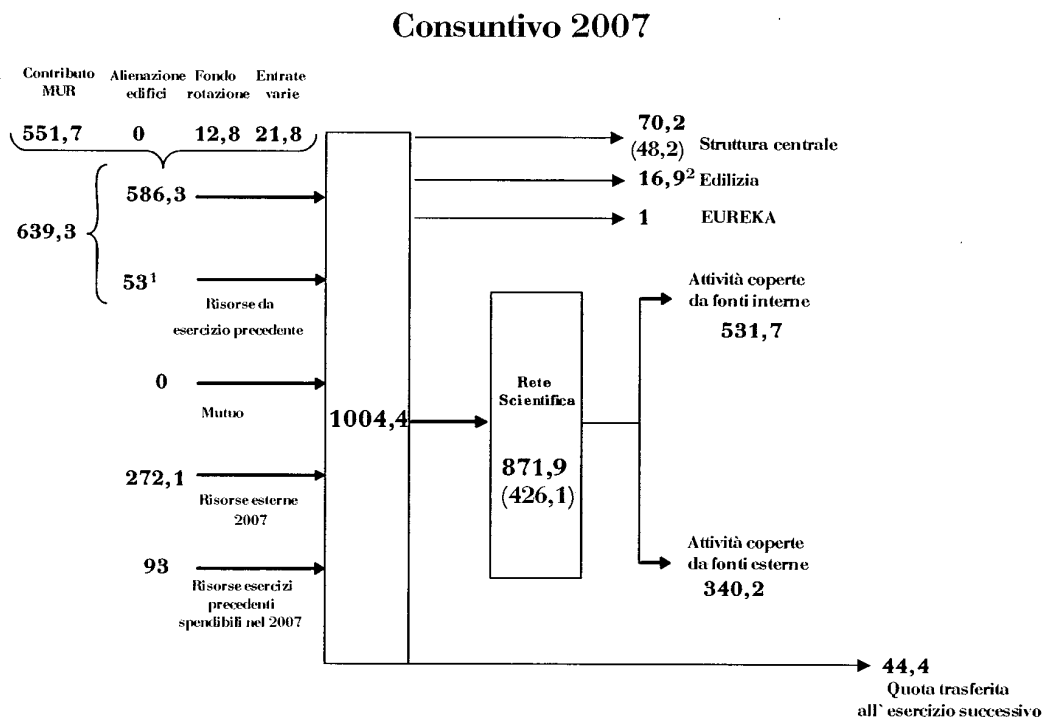 Consuntivo 2007
Contributo MUR
Alienazione edifici
Fondo rotazione
Entrate varie
551,7 0 12,8 21,8
586,3
639,3
53¹
Risorse da
esercizio precedente
0
Mutuo
272,1
Risorse esterne
2007
93
Risorse esercizi
precedenti
spendibili nel 2007
1004,4
70,2
(48,2) Struttura centrale
16,9² Edilizia
1 EUREKA
Rete
Scientifica
871,9
(426,1)
Attività coperte
da fonti interne
531,7
Attività coperte
da fonti esterne
340,2
44,4
Quota trasferita
all` esercizio successivo